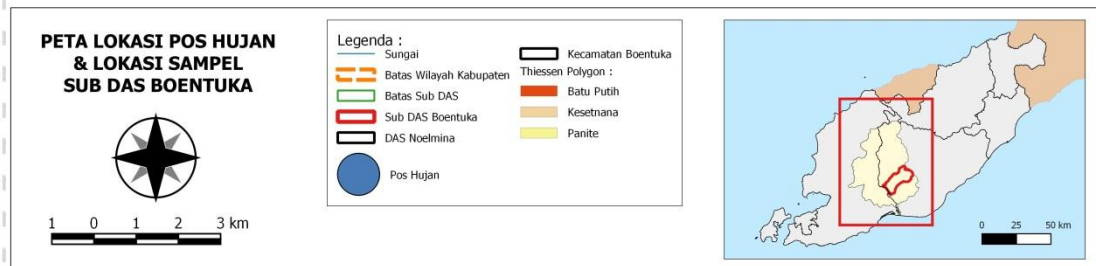 PETA LOKASI POS HUJAN
& LOKASI SAMPEL
SUB DAS BOENTUKA
1 0 1 2 3 km
Legenda :
Sungai
Batas Wilayah Kabupaten
Batas Sub DAS
Sub DAS Boentuka
DAS Noelmina
Pos Hujan
Kecamatan Boentuka
Thiessen Polygon :
Batu Putih
Kesetnana
Panite
0 25 50 km